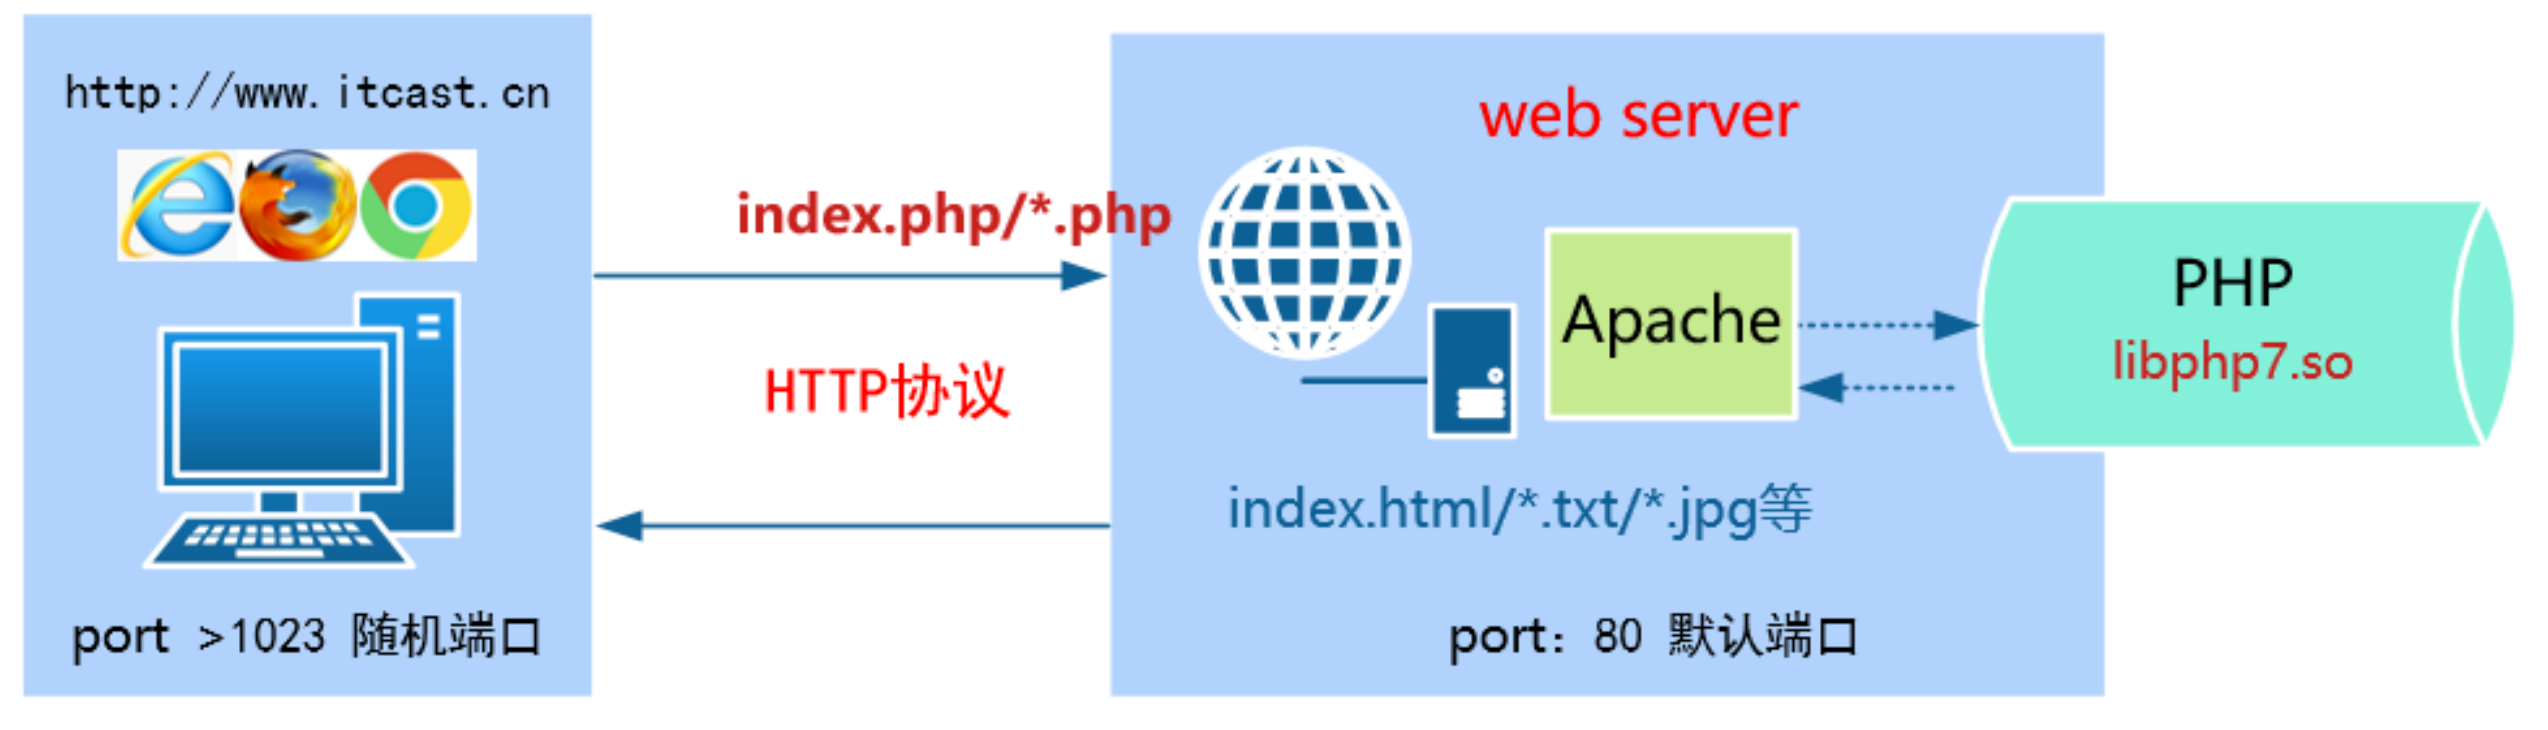 http://www.itcast.cn
port >1023 随机端口
index.php/*.php
HTTP协议
web server
Apache
index.html/*.txt/*.jpg等
port: 80 默认端口
PHP
libphp7.so